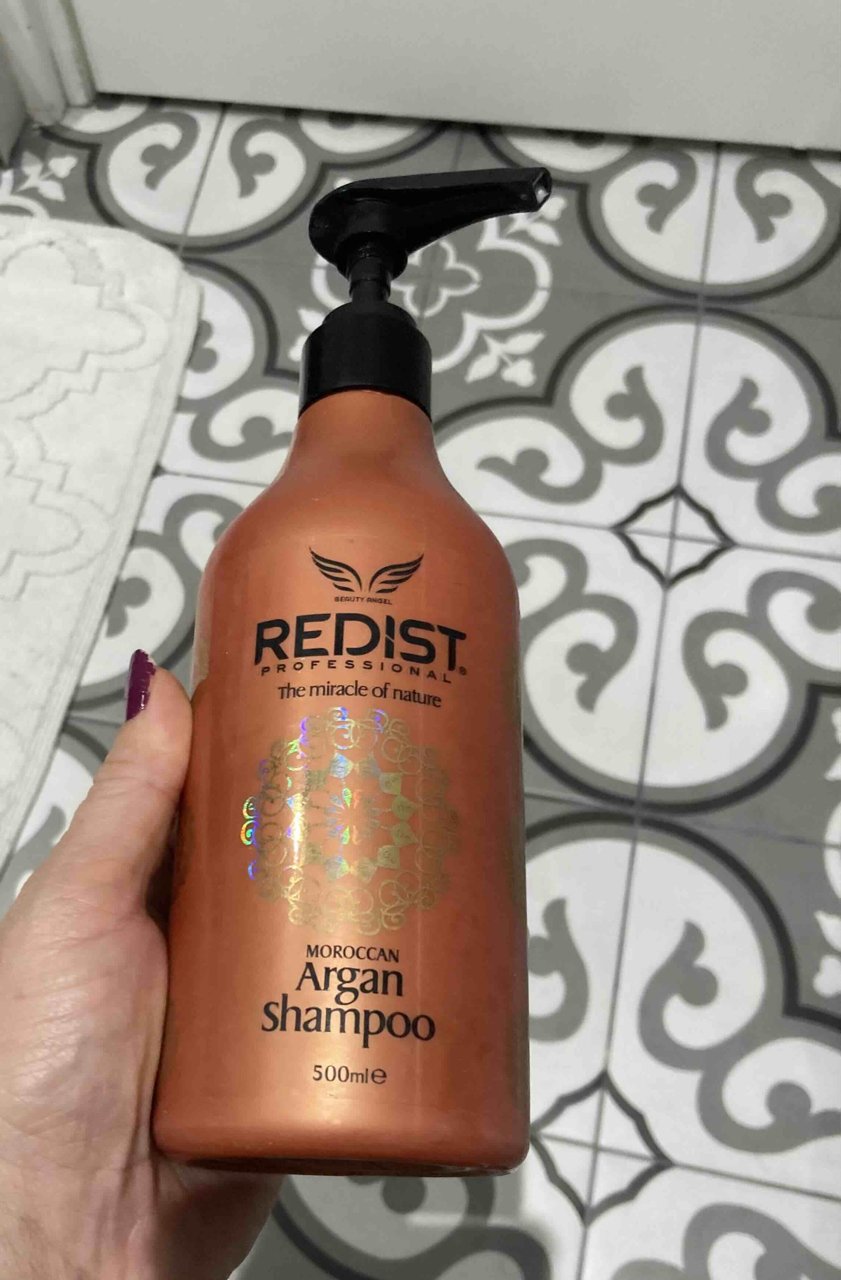 BEAUTY ANGEL
REDIST®
PROFESSIONAL
The miracle of nature
MOROCCAN
Argan
shampoo
500ml℮